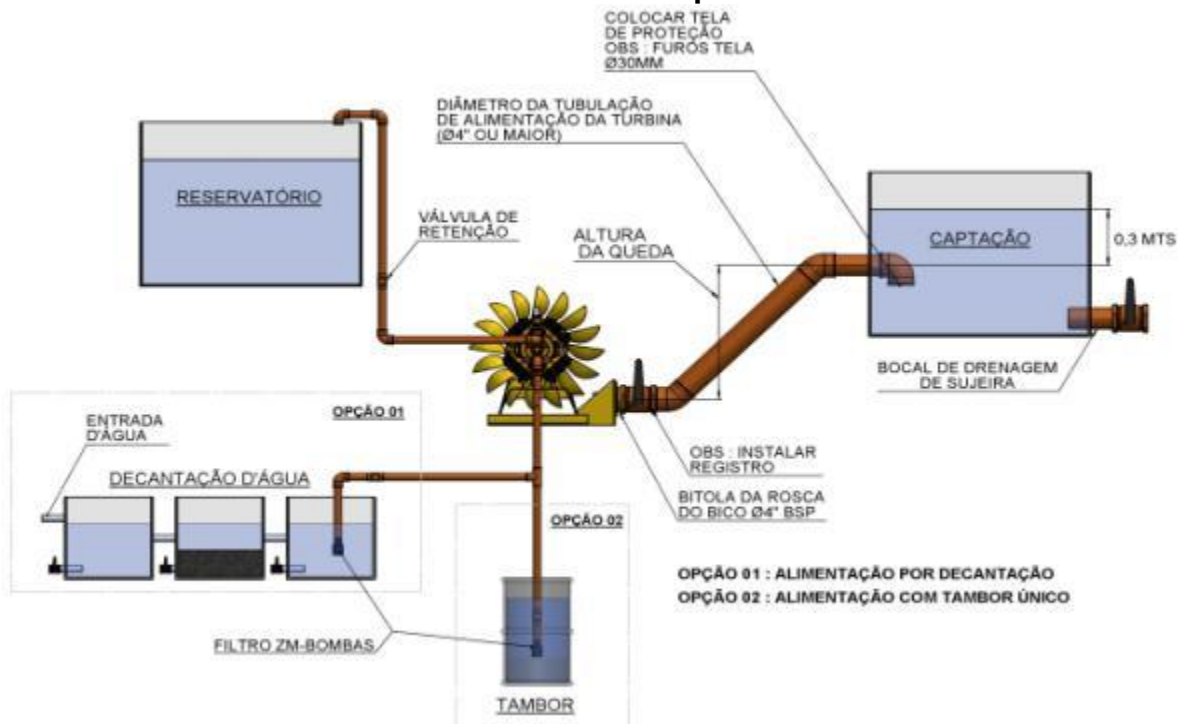 COLOCAR TELA
DE PROTEÇÃO
OBS : FUROS TELA
Ø30MM
DIÂMETRO DA TUBULAÇÃO
DE ALIMENTAÇÃO DA TURBINA
(Ø4" OU MAIOR)
RESERVATÓRIO
VÁLVULA DE
RETENÇÃO
ALTURA
DA QUEDA
CAPTAÇÃO
0,3 MTS
BOCAL DE DRENAGEM
DE SUJEIRA
OPÇÃO 01
ENTRADA
D'ÁGUA
DECANTAÇÃO D'ÁGUA
OBS : INSTALAR
REGISTRO
BITOLA DA ROSCA
DO BICO Ø4" BSP
OPÇÃO 02
OPÇÃO 01 : ALIMENTAÇÃO POR DECANTAÇÃO
OPÇÃO 02 : ALIMENTAÇÃO COM TAMBOR ÚNICO
FILTRO ZM-BOMBAS
TAMBOR